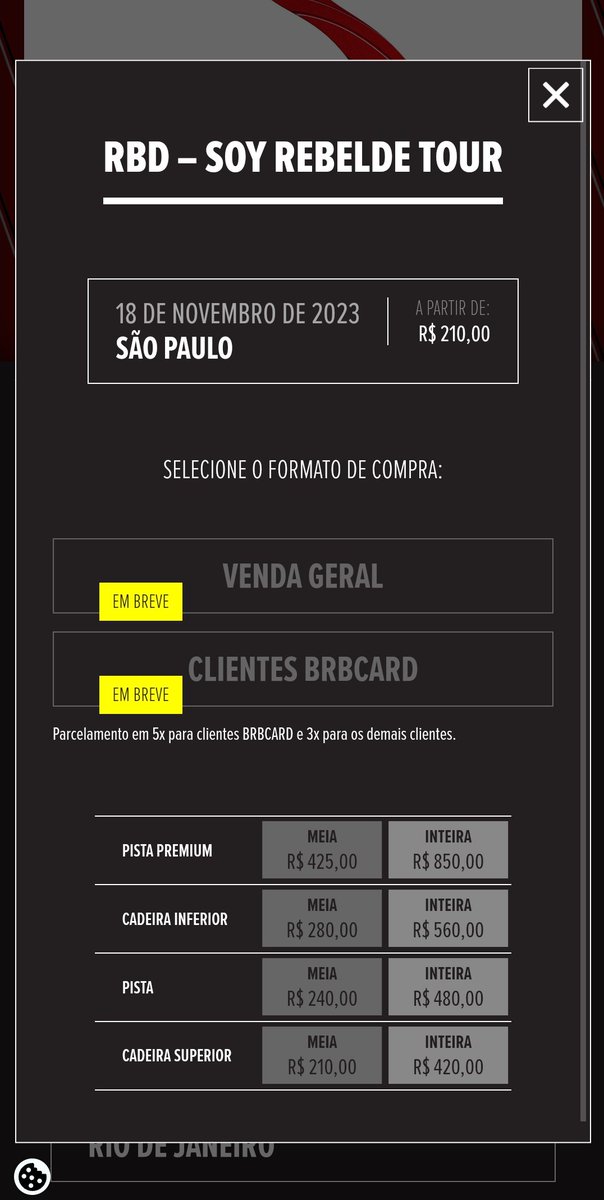 RBD – SOY REBELDE TOUR
18 DE NOVEMBRO DE 2023
SÃO PAULO
A PARTIR DE:
R$ 210,00
SELECIONE O FORMATO DE COMPRA:
VENDA GERAL
EM BREVE
CLIENTES BRBCARD
EM BREVE
Parcelamento em 5x para clientes BRBCARD e 3x para os demais clientes.
PISTA PREMIUM
MEIA
R$ 425,00
INTEIRA
R$ 850,00
CADEIRA INFERIOR
MEIA
R$ 280,00
INTEIRA
R$ 560,00
PISTA
MEIA
R$ 240,00
INTEIRA
R$ 480,00
CADEIRA SUPERIOR
MEIA
R$ 210,00
INTEIRA
R$ 420,00
RIO DE JANEIRO